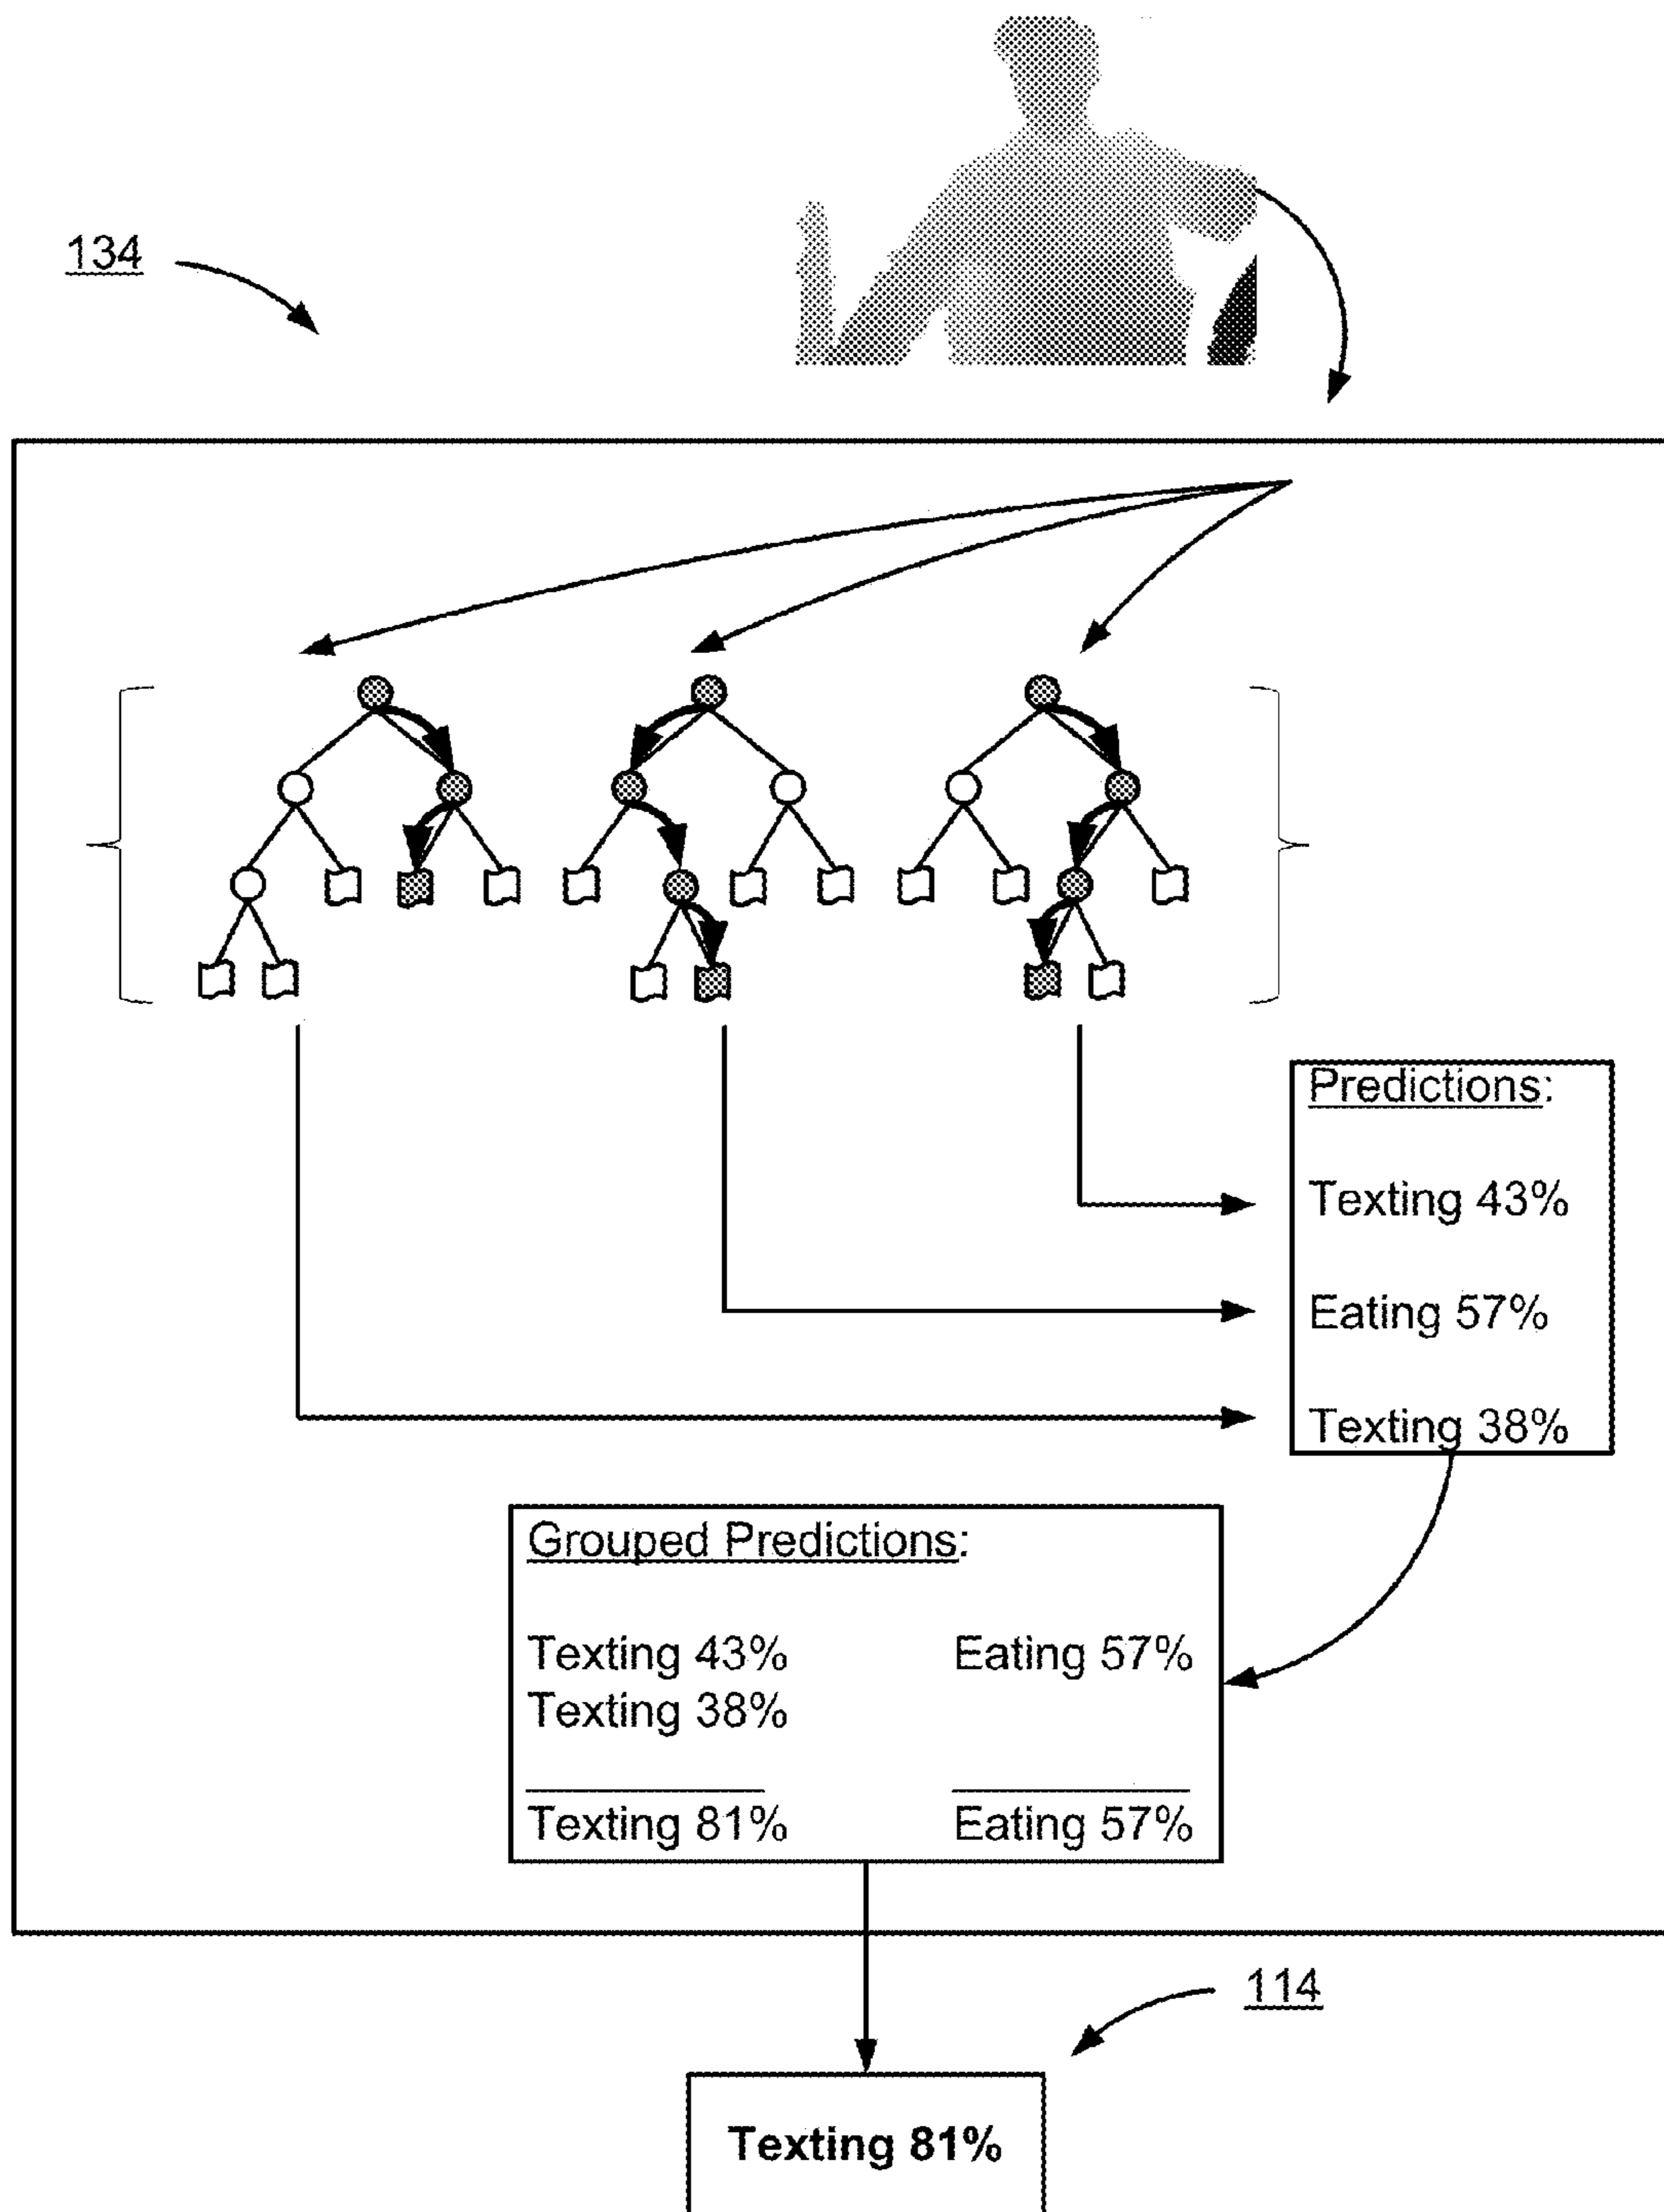 134
Predictions:
Texting 43%
Eating 57%
Texting 38%
Grouped Predictions:
Texting 43% Eating 57%
Texting 38%
Texting 81% Eating 57%
114
Texting 81%